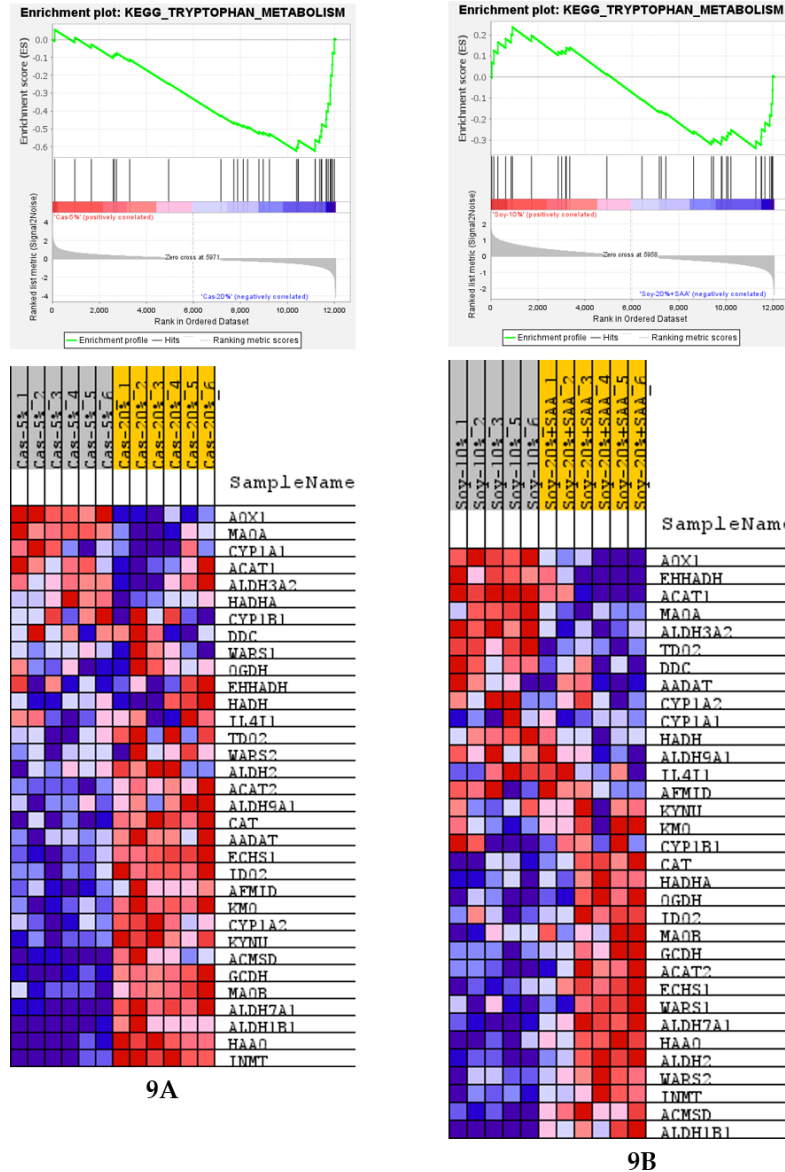 Enrichment plot: KEGG_TRYPTOPHAN_METABOLISM
Enrichment score (ES)
0.0
-0.1
-0.2
-0.3
-0.4
-0.5
-0.6
'Cas-5%' (positively correlated)
Ranked list metric (Signal2Noise)
4
2
0
-2
-4
Zero cross at 5971
'Cas-20%' (negatively correlated)
0
2,000
4,000
6,000
8,000
10,000
12,000
Rank in Ordered Dataset
Enrichment profile
Hits
Ranking metric scores
Cas-5%_1
Cas-5%_2
Cas-5%_3
Cas-5%_4
Cas-5%_5
Cas-5%_6
Cas-20%_1
Cas-20%_2
Cas-20%_3
Cas-20%_4
Cas-20%_5
Cas-20%_6
SampleName
AOX1
MAOA
CYP1A1
ACAT1
ALDH3A2
HADHA
CYP1B1
DDC
WARS1
OGDH
EHHADH
HADH
IL4I1
TDO2
WARS2
ALDH2
ACAT2
ALDH9A1
CAT
AADAT
ECHS1
IDO2
AFMID
KMO
CYP1A2
KYNU
ACMSD
GCDH
MAOB
ALDH7A1
ALDH1B1
HAAO
INMT
9A
Enrichment plot: KEGG_TRYPTOPHAN_METABOLISM
Enrichment score (ES)
0.2
0.1
0.0
-0.1
-0.2
-0.3
'Soy-10%' (positively correlated)
Ranked list metric (Signal2Noise)
2
1
0
-1
-2
Zero cross at 5958
'Soy-20%+SAA' (negatively correlated)
0
2,000
4,000
6,000
8,000
10,000
12,000
Rank in Ordered Dataset
Enrichment profile
Hits
Ranking metric scores
Soy-10%_1
Soy-10%_2
Soy-10%_3
Soy-10%_5
Soy-10%_6
Soy-20%+SAA_1
Soy-20%+SAA_2
Soy-20%+SAA_3
Soy-20%+SAA_4
Soy-20%+SAA_5
Soy-20%+SAA_6
SampleName
AOX1
EHHADH
ACAT1
MAOA
ALDH3A2
TDO2
DDC
AADAT
CYP1A2
CYP1A1
HADH
ALDH9A1
IL4I1
AFMID
KYNU
KMO
CYP1B1
CAT
HADHA
OGDH
IDO2
MAOB
GCDH
ACAT2
ECHS1
WARS1
ALDH7A1
HAAO
ALDH2
WARS2
INMT
ACMSD
ALDH1B1
9B